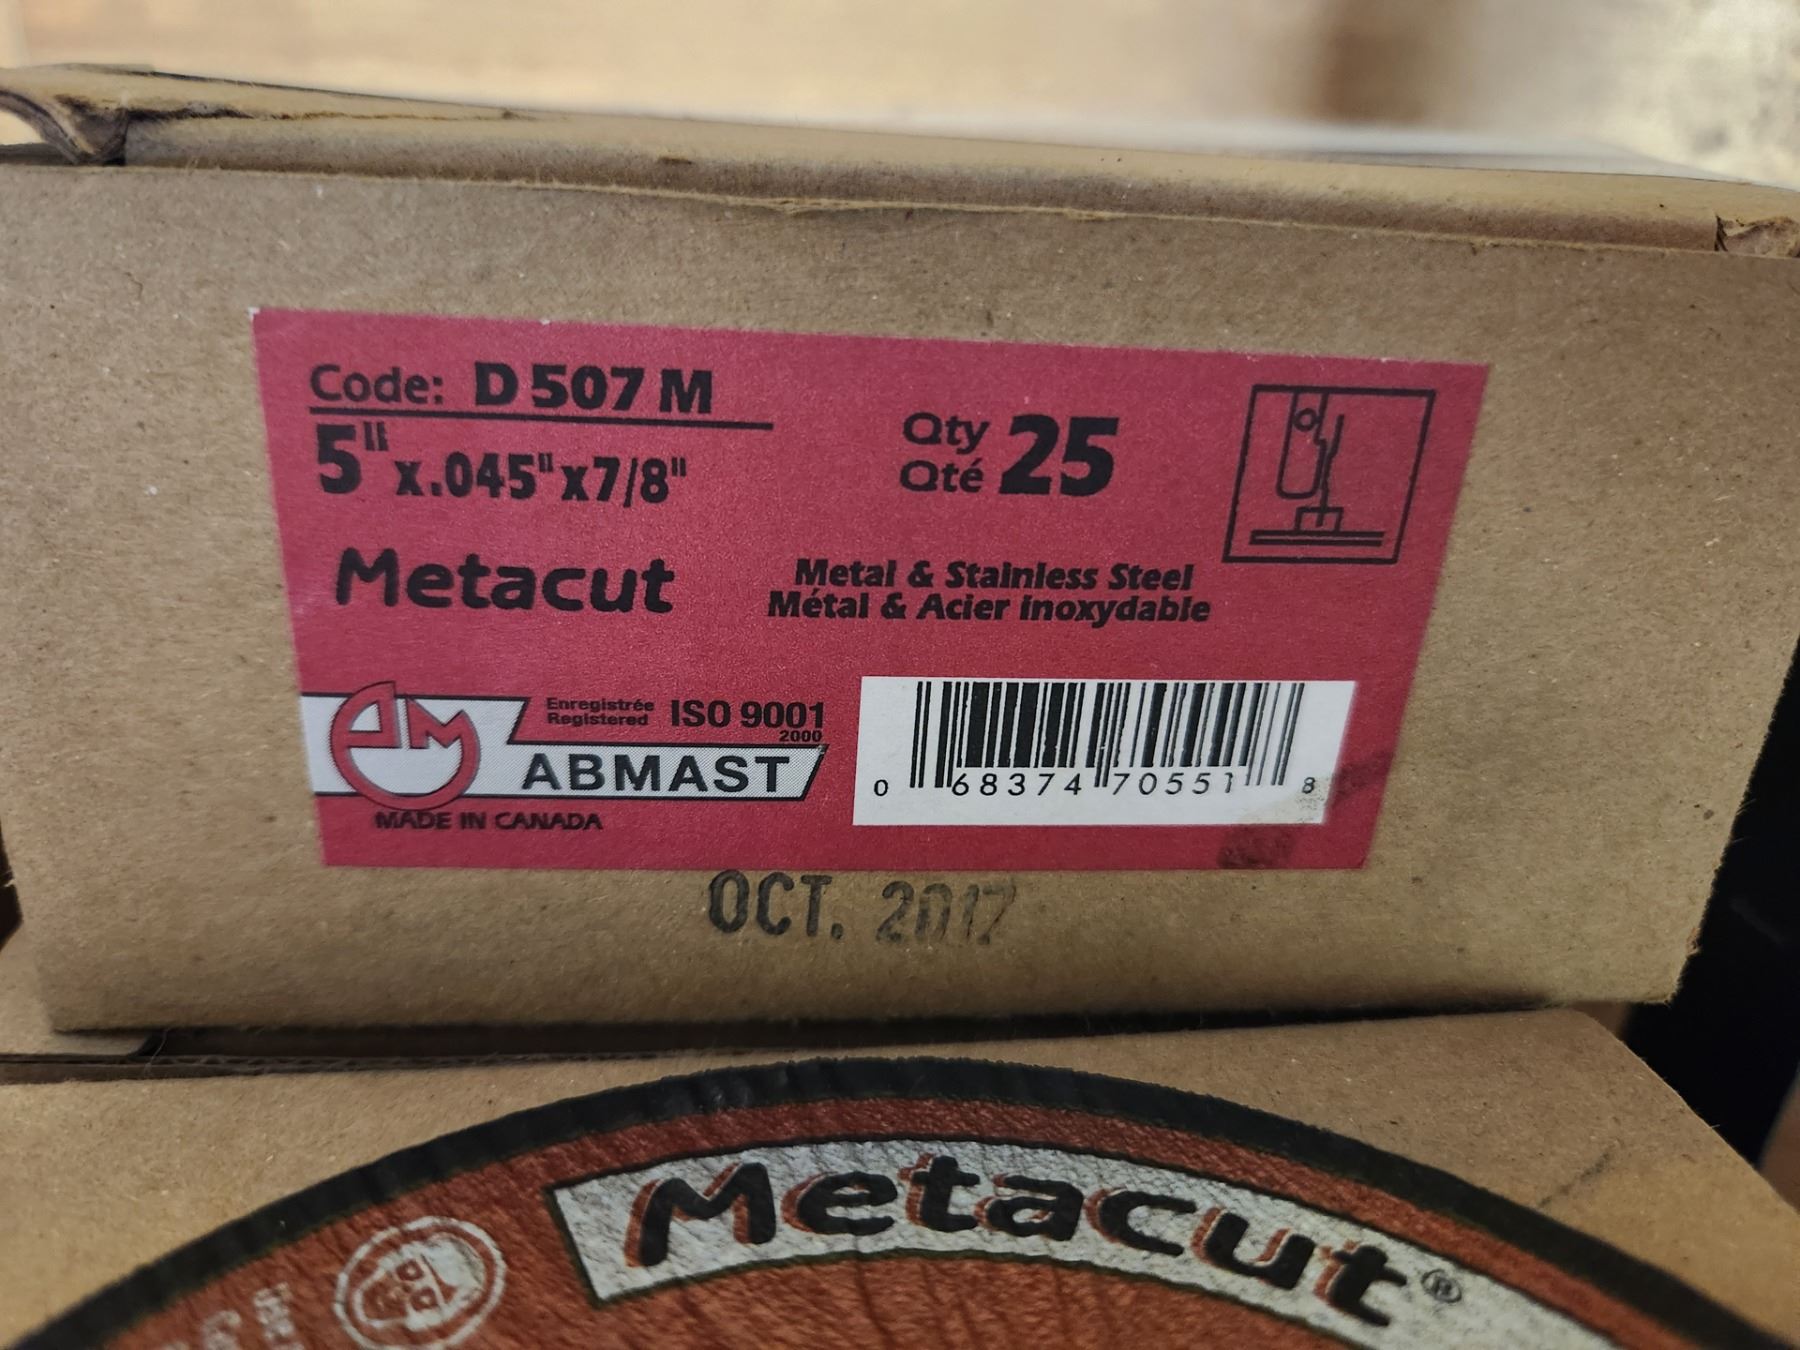 Code: D 507 M
5" x .045" x 7/8"
Qty
Qté 25
Metacut
Metal & Stainless Steel
Métal & Acier Inoxydable
Enregistrée
Registered ISO 9001
2000
ABMAST
MADE IN CANADA
0 68374 70551 8
OCT. 2017
Metacut®